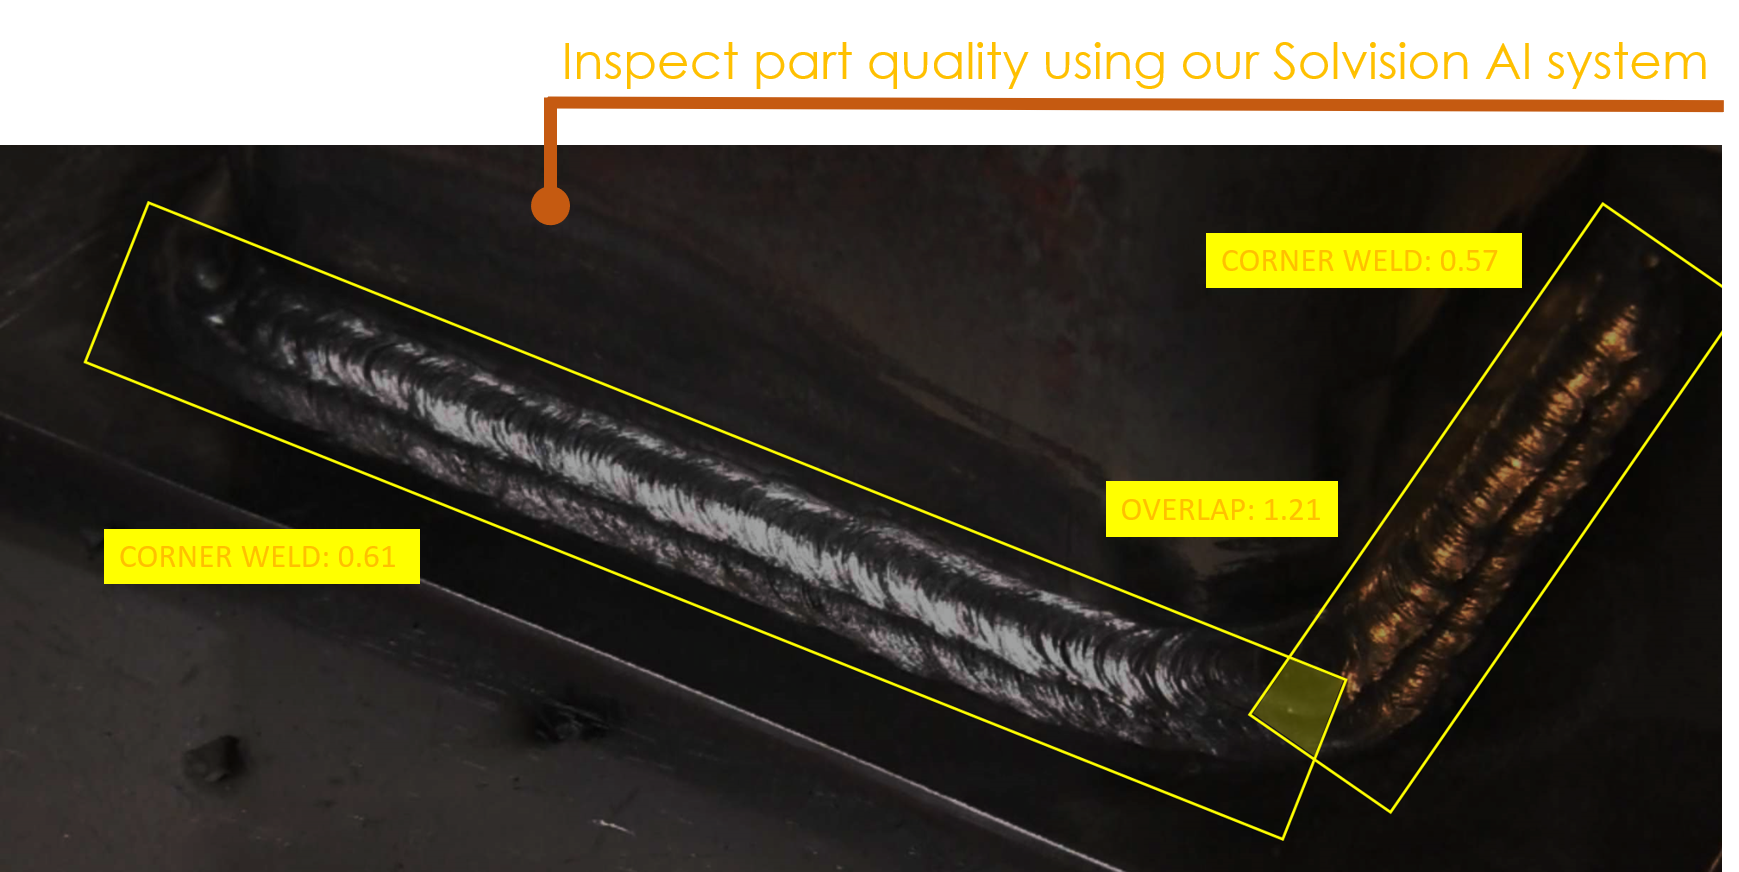 Inspect part quality using our Solvision AI system
CORNER WELD: 0.57
OVERLAP: 1.21
CORNER WELD: 0.61